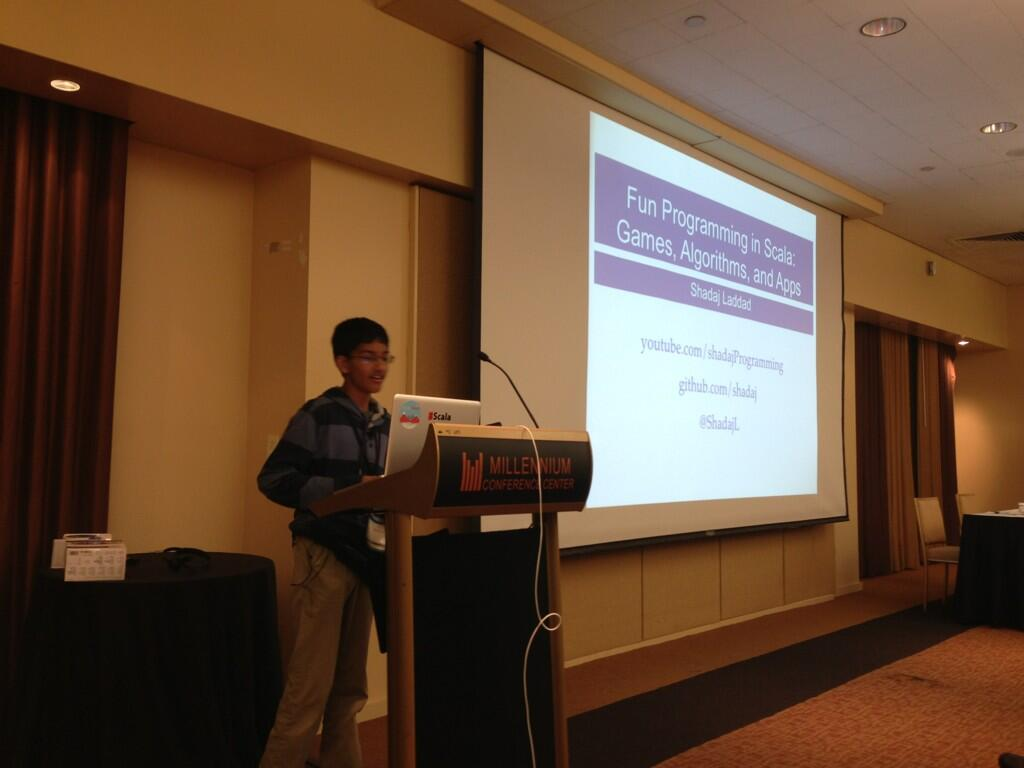 Fun Programming in Scala:
Games, Algorithms, and Apps
Shadaj Laddad
youtube.com/shadajProgramming
github.com/shadaj
@ShadajL
Scala
MILLENNIUM
CONFERENCE CENTER